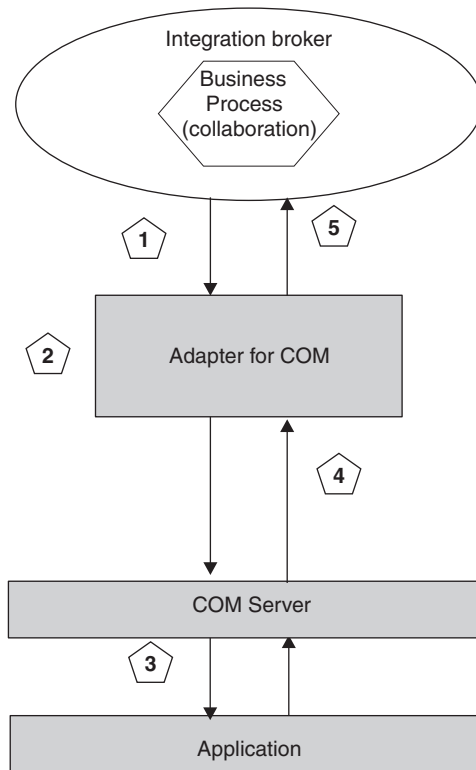 Integration broker
Business
Process
(collaboration)
1
5
2
Adapter for COM
4
COM Server
3
Application